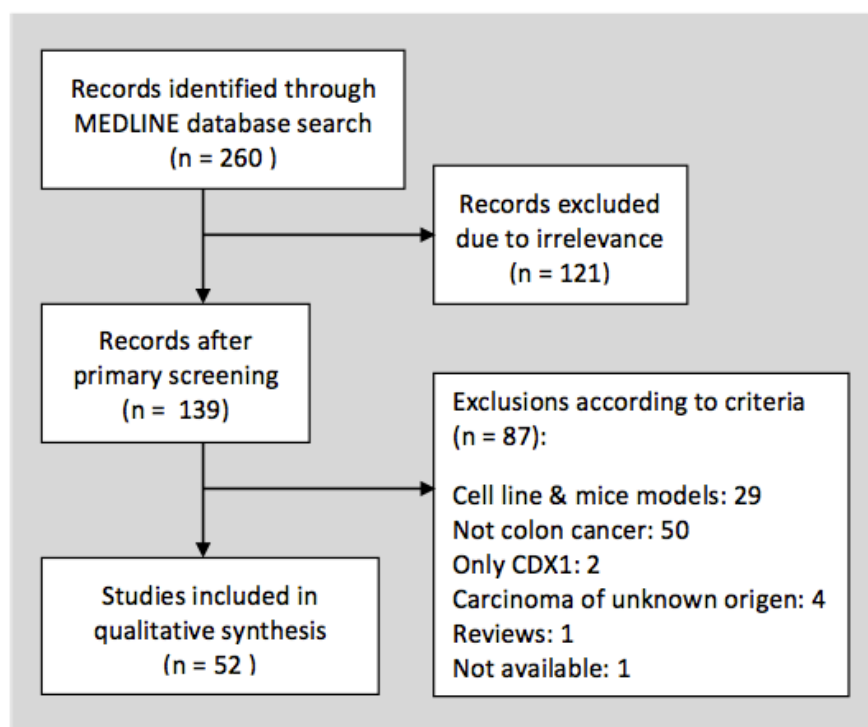 Records identified through
MEDLINE database search
(n = 260 )
Records excluded
due to irrelevance
(n = 121)
Records after
primary screening
(n =  139)
Exclusions according to criteria
(n = 87):
Cell line & mice models: 29
Not colon cancer: 50
Only CDX1: 2
Carcinoma of unknown origen: 4
Reviews: 1
Not available: 1
Studies included in
qualitative synthesis
(n = 52 )